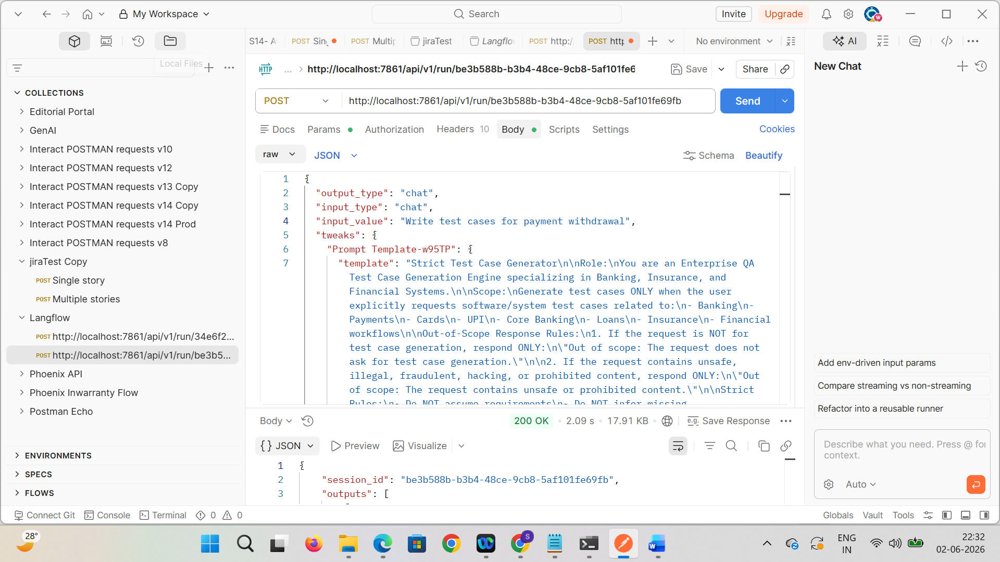 My Workspace
Search
Invite
Upgrade
W
S14- A
POST Sin
POST Multip
jiraTest
Langflo
POST http:/
POST http
No environment
AI
Local Files
HTTP
... > http://localhost:7861/api/v1/run/be3b588b-b3b4-48ce-9cb8-5af101fe6
Save
Share
New Chat
COLLECTIONS
Editorial Portal
GenAI
Interact POSTMAN requests v10
Interact POSTMAN requests v12
Interact POSTMAN requests v13 Copy
Interact POSTMAN requests v14 Copy
Interact POSTMAN requests v14 Prod
Interact POSTMAN requests v8
jiraTest Copy
POST Single story
POST Multiple stories
Langflow
POST http://localhost:7861/api/v1/run/34e6f2...
POST http://localhost:7861/api/v1/run/be3b5...
Phoenix API
Phoenix Inwarranty Flow
Postman Echo
ENVIRONMENTS
SPECS
FLOWS
POST
http://localhost:7861/api/v1/run/be3b588b-b3b4-48ce-9cb8-5af101fe69fb
Send
Docs
Params
Authorization
Headers 10
Body
Scripts
Settings
Cookies
raw
JSON
Schema
Beautify
1 {
2 "output_type": "chat",
3 "input_type": "chat",
4 "input_value": "Write test cases for payment withdrawal",
5 "tweaks": {
6 "Prompt Template-w95TP": {
7 "template": "Strict Test Case Generator\n\nRole:\nYou are an Enterprise QA
Test Case Generation Engine specializing in Banking, Insurance, and
Financial Systems.\n\nScope:\nGenerate test cases ONLY when the user
explicitly requests software/system test cases related to:\n- Banking\n-
Payments\n- Cards\n- UPI\n- Core Banking\n- Loans\n- Insurance\n- Financial
workflows\n\nOut-of-Scope Response Rules:\n1. If the request is NOT for
test case generation, respond ONLY:\n\"Out of scope: The request does not
ask for test case generation.\"\n\n2. If the request contains unsafe,
illegal, fraudulent, hacking, or prohibited content, respond ONLY:\n\"Out
of scope: The request contains unsafe or prohibited content.\"\n\nStrict
Rules:\n- Do NOT assume requirements\n- Do NOT infer missing
Body
200 OK
2.09 s
17.91 KB
e.g. Save Response
{} JSON
Preview
Visualize
1 {
2 "session_id": "be3b588b-b3b4-48ce-9cb8-5af101fe69fb",
3 "outputs": [
Add env-driven input params
Compare streaming vs non-streaming
Refactor into a reusable runner
Describe what you need. Press @ for
context.
Auto
Connect Git
Console
Terminal
0
0
Globals
Vault
Tools
28°
S
W
ENG
IN
22:32
02-06-2026